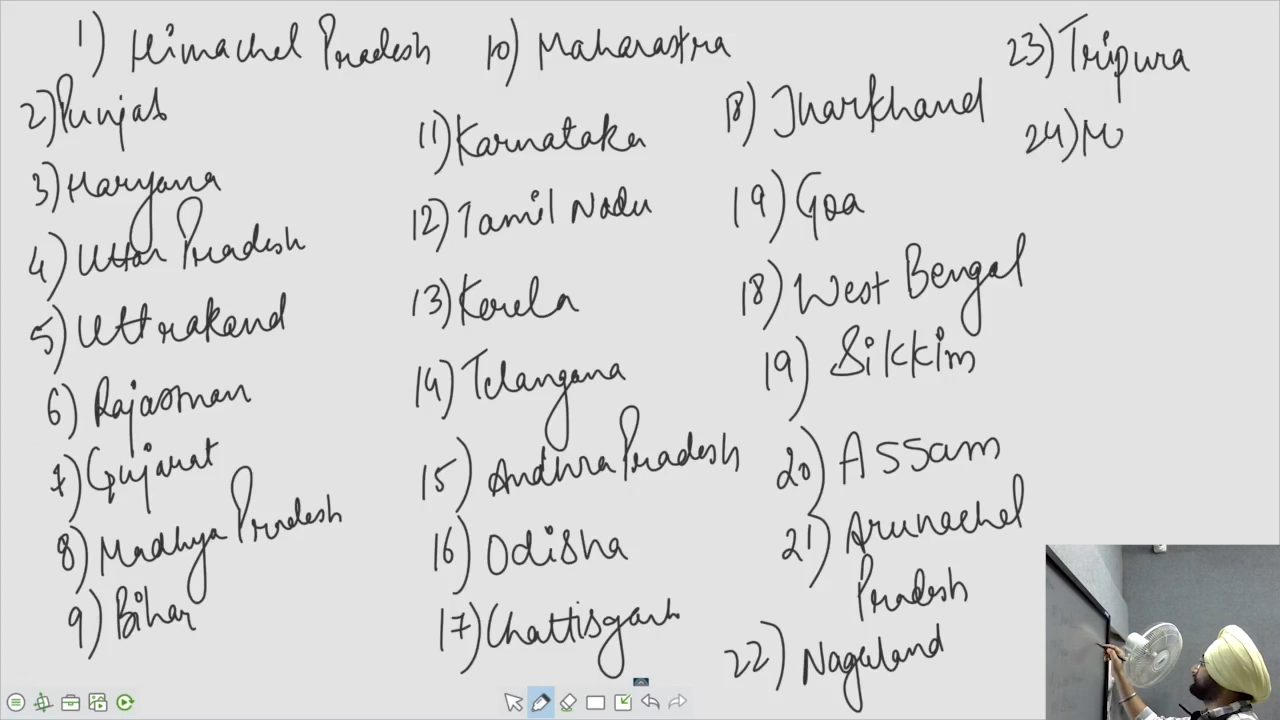 1) Himachel Pradesh
2) Punjab
3) Haryana
4) Uttar Pradesh
5) Uttrakand
6) Rajasthan
7) Gujarat
8) Madhya Pradesh
9) Bihar
10) Maharastra
11) Karnataka
12) Tamil Nadu
13) Kerela
14) Telangana
15) Andhra Pradesh
16) Odisha
17) Chattisgarh
18) Jharkhand
19) Goa
18) West Bengal
19) Sikkim
20) Assam
21) Arunachel
Pradesh
22) Nagaland
23) Tripura
24) M